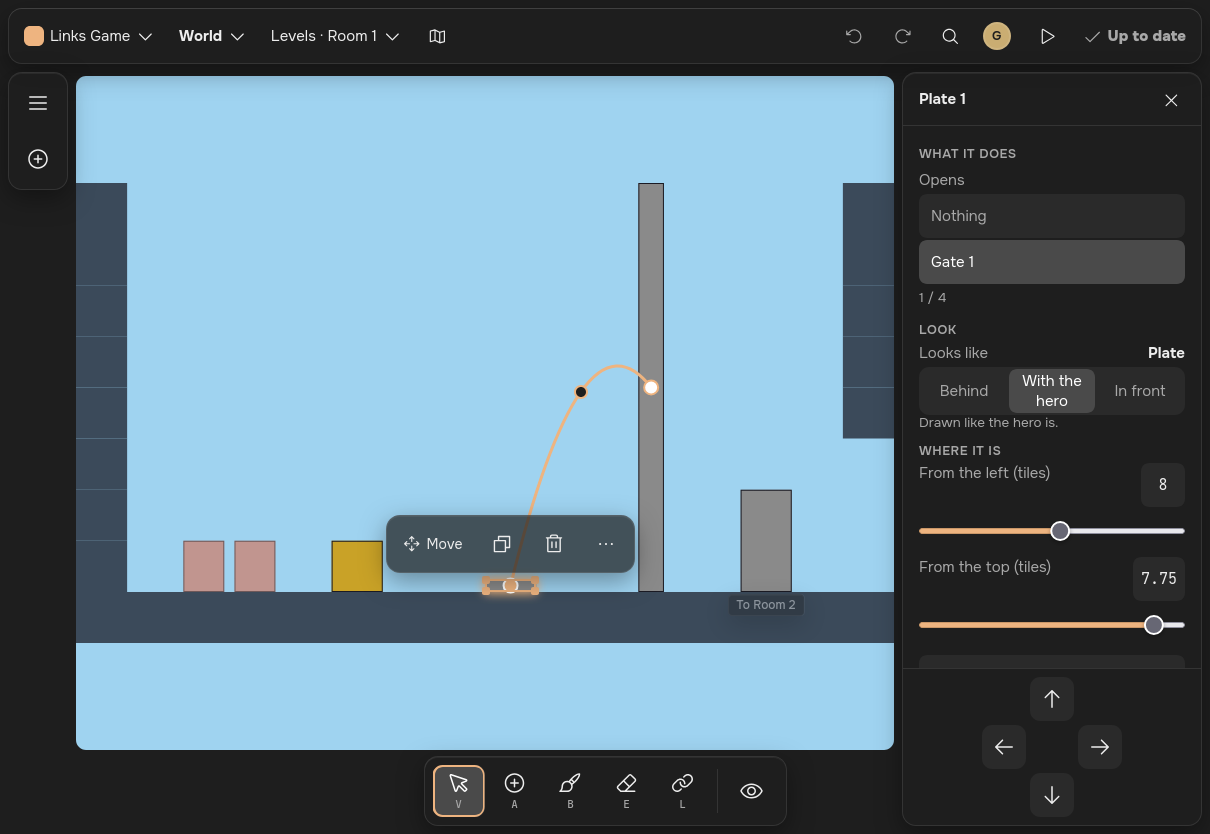 Links Game
World
Levels · Room 1
G
Up to date
Plate 1
WHAT IT DOES
Opens
Nothing
Gate 1
1 / 4
LOOK
Looks like
Plate
Behind
With the
hero
In front
Drawn like the hero is.
WHERE IT IS
From the left (tiles)
8
From the top (tiles)
7.75
Move
To Room 2
V
A
B
E
L